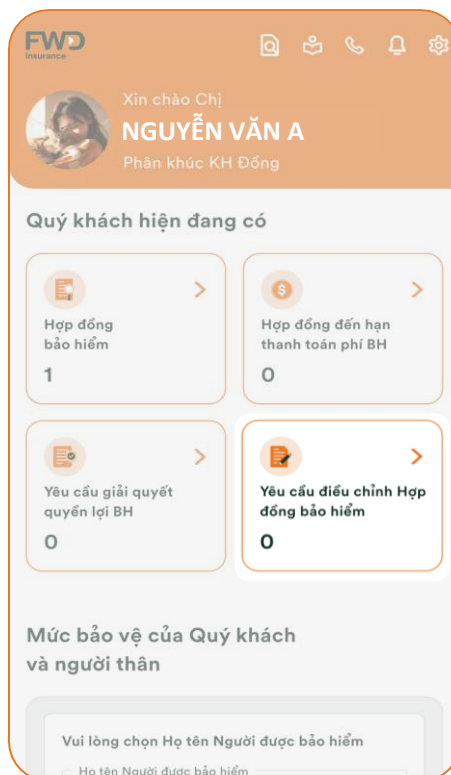 FWD
insurance
Xin chào Chị
NGUYỄN VĂN A
Phân khúc KH Đồng
Quý khách hiện đang có
Hợp đồng
bảo hiểm
1
Hợp đồng đến hạn
thanh toán phí BH
0
Yêu cầu giải quyết
quyền lợi BH
0
Yêu cầu điều chỉnh Hợp
đồng bảo hiểm
0
Mức bảo vệ của Quý khách
và người thân
Vui lòng chọn Họ tên Người được bảo hiểm
Họ tên Người được bảo hiểm